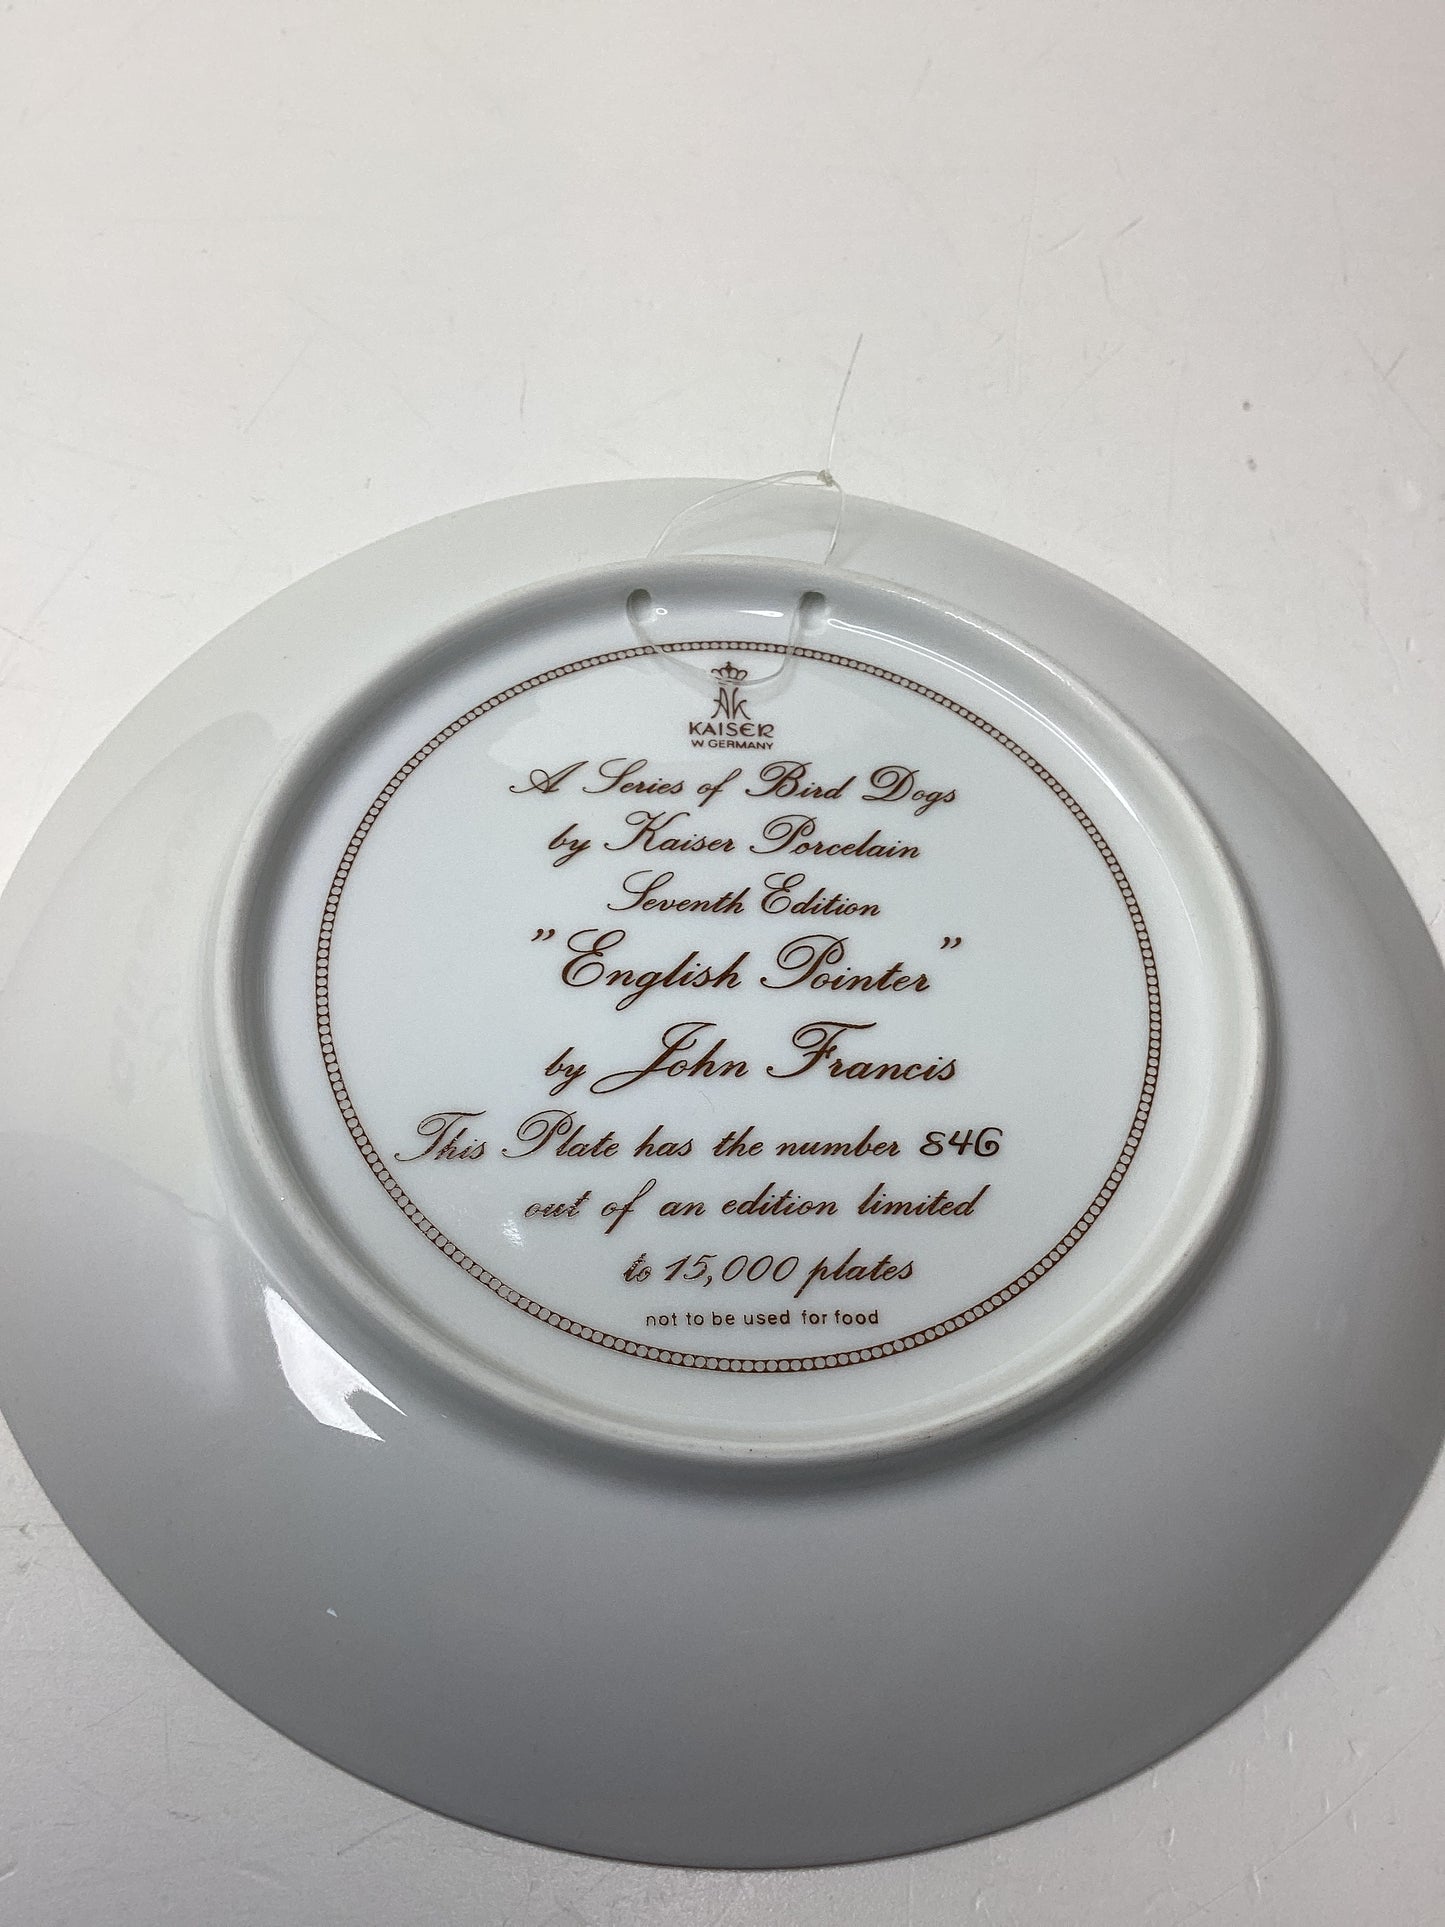 AK
KAISER
W GERMANY
A Series of Bird Dogs
by Kaiser Porcelain
Seventh Edition
”English Pointer”
by John Francis
This Plate has the number 846
out of an edition limited
to 15,000 plates
not to be used for food